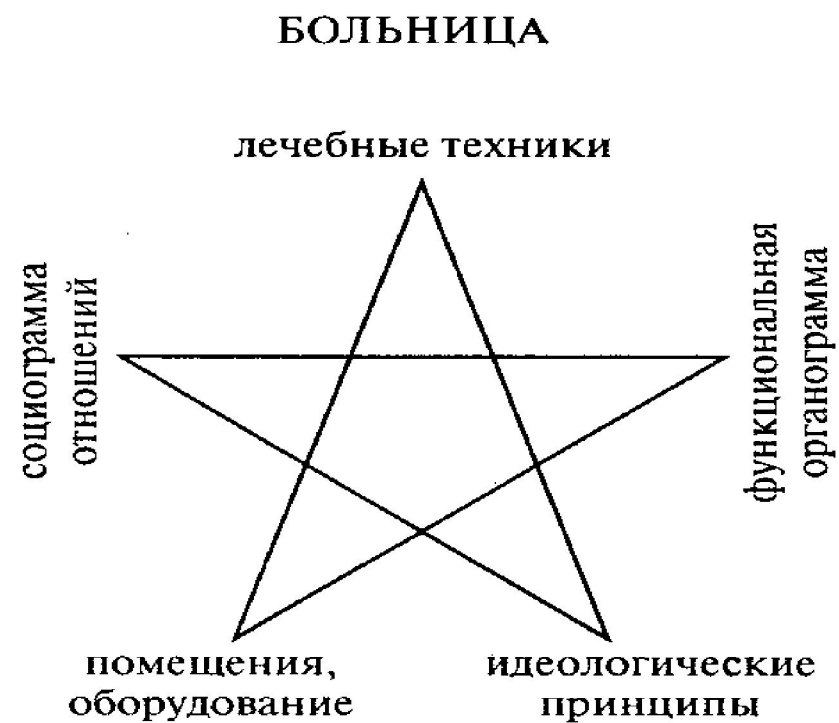 БОЛЬНИЦА
лечебные техники
социограмма
отношений
функциональная
органограмма
помещения,
оборудование
идеологические
принципы